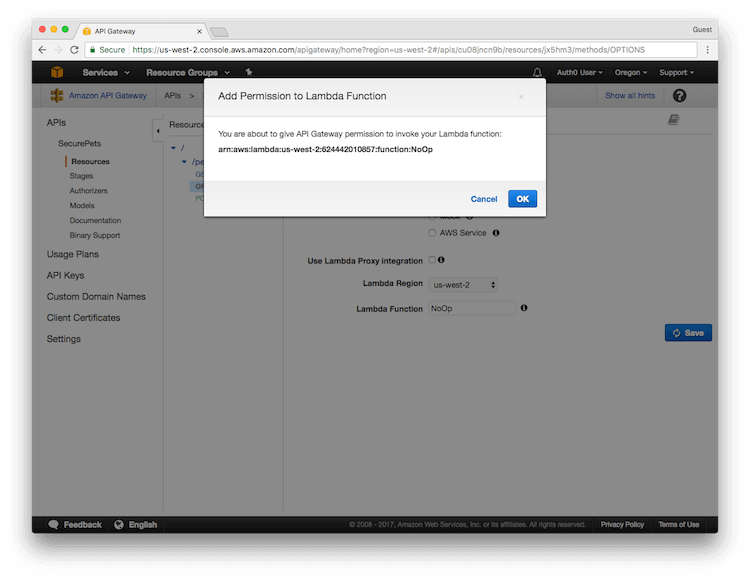 API Gateway
Guest
Secure https://us-west-2.console.aws.amazon.com/apigateway/home?region=us-west-2#/apis/cu08jncn9b/resources/jx5hm3/methods/OPTIONS
Services Resource Groups Auth0 User Oregon Support
Amazon API Gateway APIs > Show all hints ?
Add Permission to Lambda Function ×
You are about to give API Gateway permission to invoke your Lambda function:
arn:aws:lambda:us-west-2:624442010857:function:NoOp
Cancel OK
APIs
SecurePets
Resources
Stages
Authorizers
Models
Documentation
Binary Support
Usage Plans
API Keys
Custom Domain Names
Client Certificates
Settings
Resource
/
/pe
GE
OP
PO
Mock
AWS Service
Use Lambda Proxy integration
Lambda Region us-west-2
Lambda Function NoOp
Save
Feedback English © 2008 - 2017, Amazon Web Services, Inc. or its affiliates. All rights reserved. Privacy Policy Terms of Use